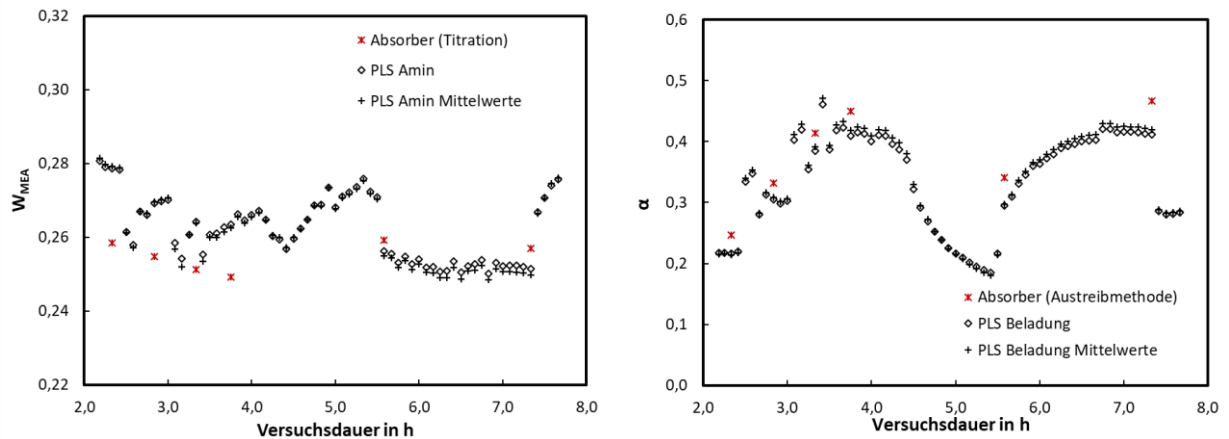 0,32
0,30
0,28
0,26
0,24
0,22
W_MEA
Absorber (Titration)
PLS Amin
PLS Amin Mittelwerte
2,0 3,0 4,0 5,0 6,0 7,0 8,0
Versuchsdauer in h
0,6
0,5
0,4
0,3
0,2
0,1
0,0
α
Absorber (Austreibmethode)
PLS Beladung
PLS Beladung Mittelwerte
2,0 3,0 4,0 5,0 6,0 7,0 8,0
Versuchsdauer in h